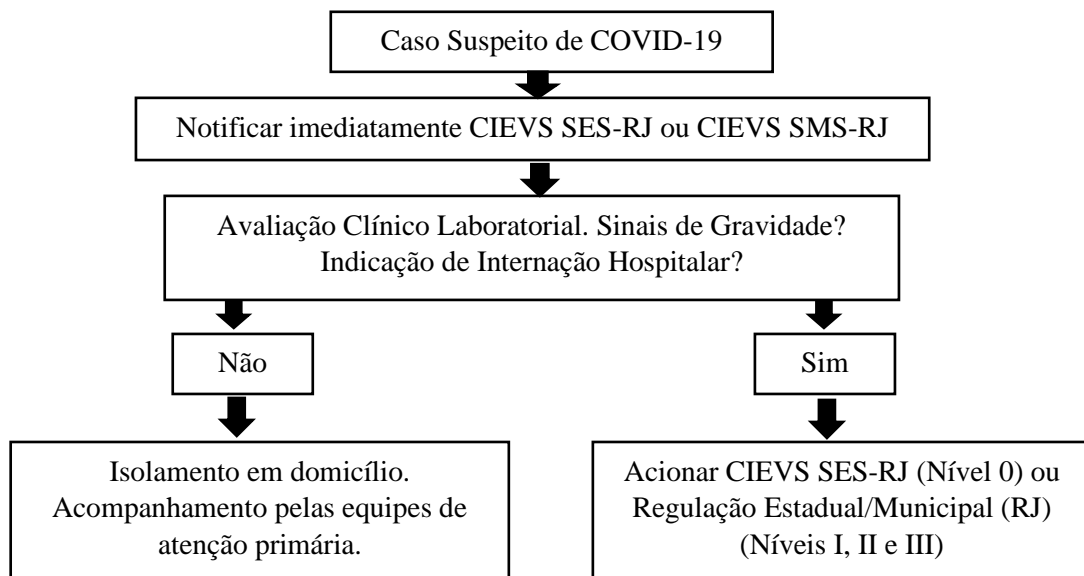 Caso Suspeito de COVID-19
Notificar imediatamente CIEVS SES-RJ ou CIEVS SMS-RJ
Avaliação Clínico Laboratorial. Sinais de Gravidade?
Indicação de Internação Hospitalar?
Não
Sim
Isolamento em domicílio.
Acompanhamento pelas equipes de
atenção primária.
Acionar CIEVS SES-RJ (Nível 0) ou
Regulação Estadual/Municipal (RJ)
(Níveis I, II e III)